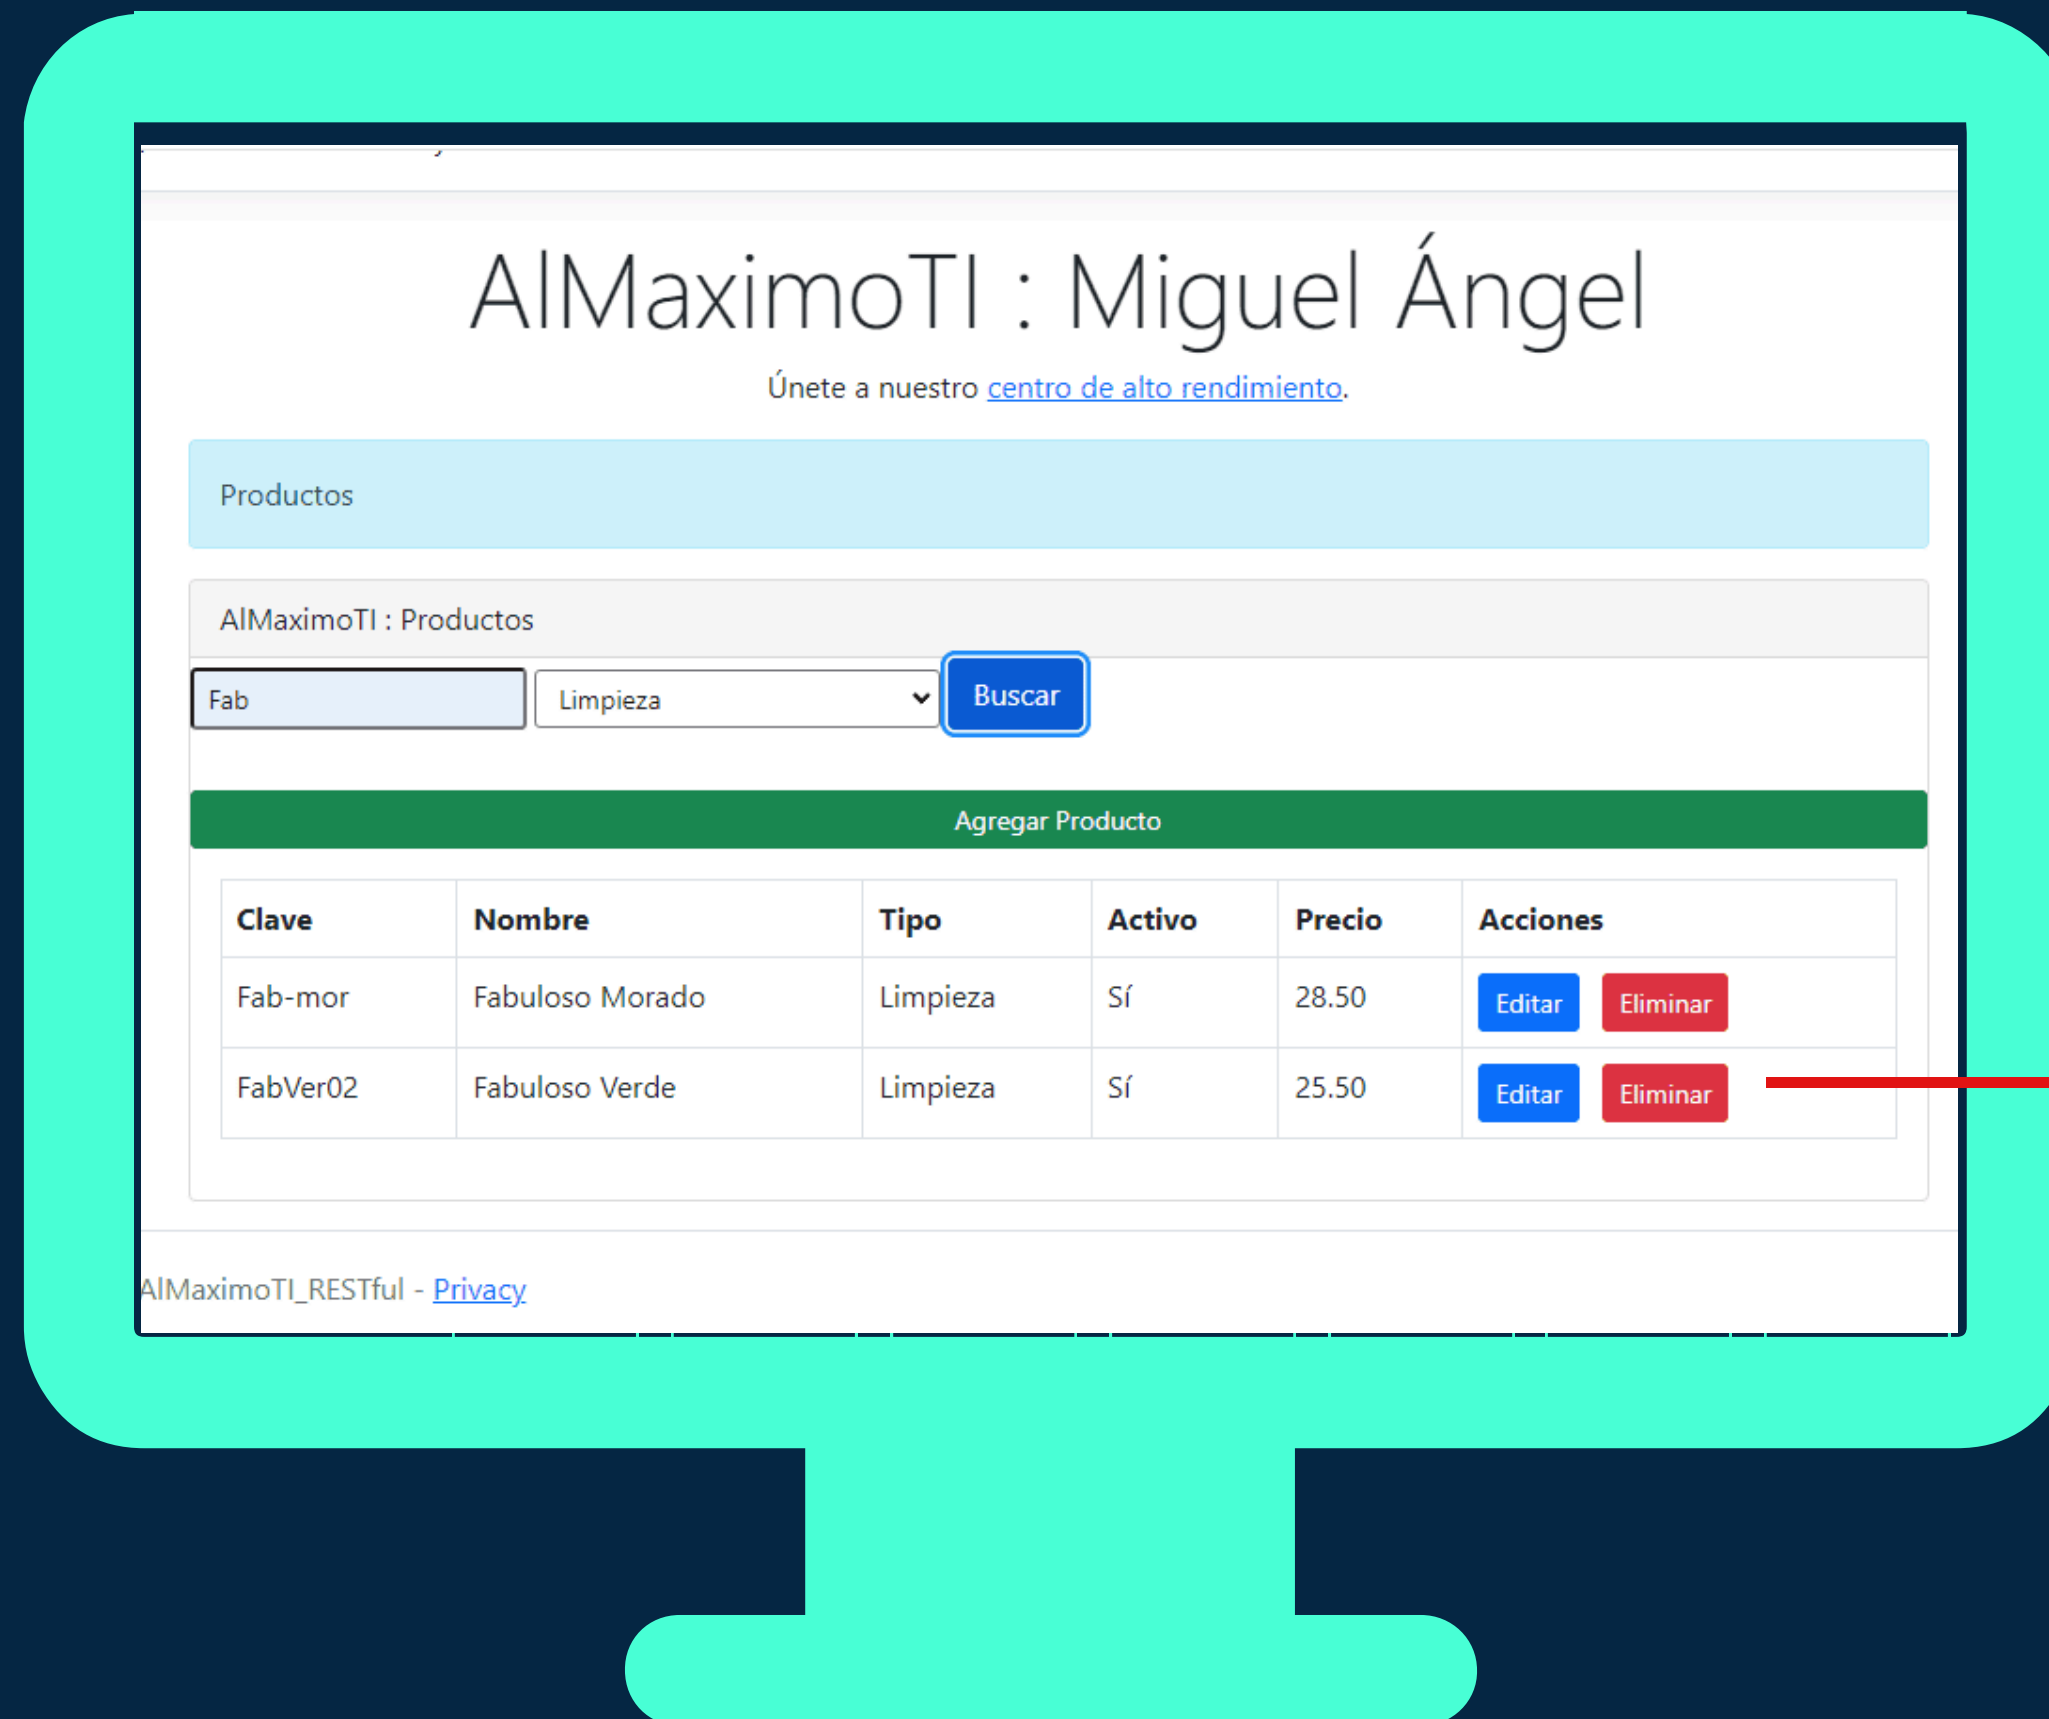 AlMaximoTI : Miguel Ángel
Únete a nuestro centro de alto rendimiento.
Productos
AlMaximoTI : Productos
Fab Limpieza Buscar
Agregar Producto
Clave Nombre Tipo Activo Precio Acciones
Fab-mor Fabuloso Morado Limpieza Sí 28.50 Editar Eliminar
FabVer02 Fabuloso Verde Limpieza Sí 25.50 Editar Eliminar
AlMaximoTI_RESTful - Privacy